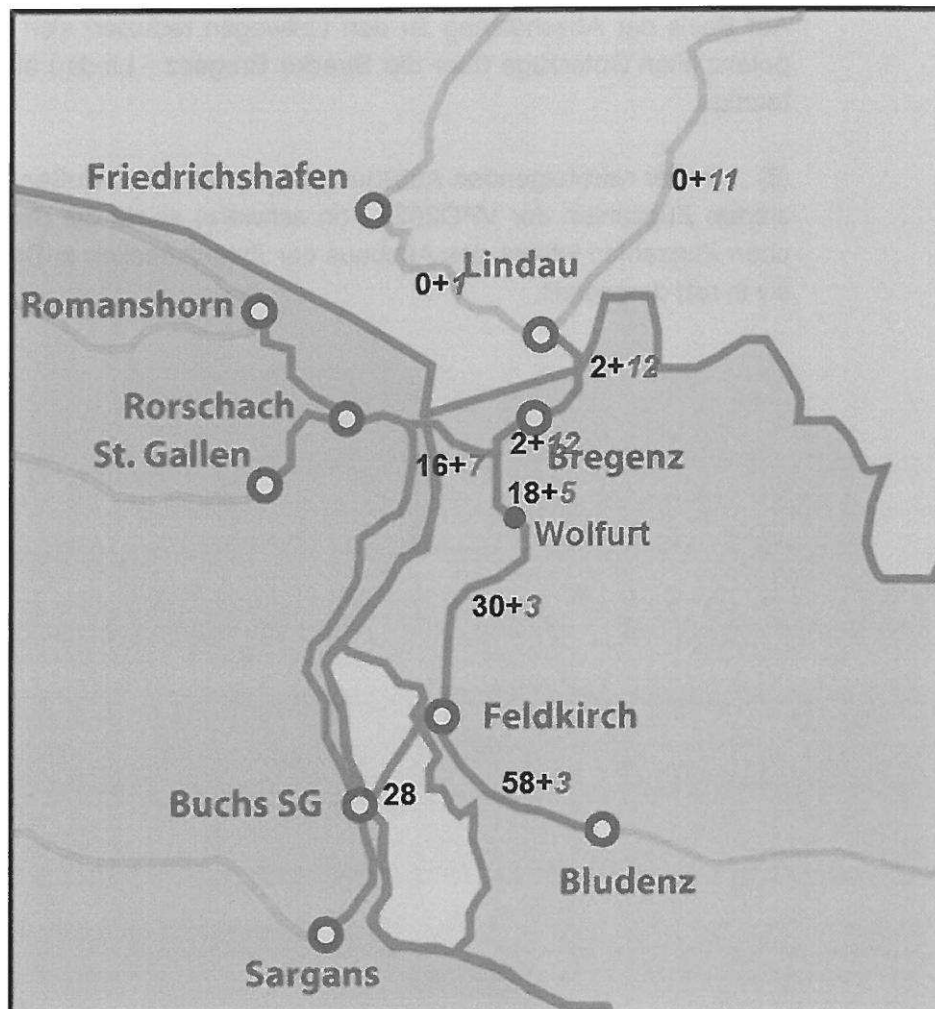 Friedrichshafen
0+11
Lindau
0+1
Romanshorn
2+12
Rorschach
2+12
St. Gallen
16+7
Bregenz
18+5
Wolfurt
30+3
Feldkirch
58+3
Buchs SG
28
Bludenz
Sargans